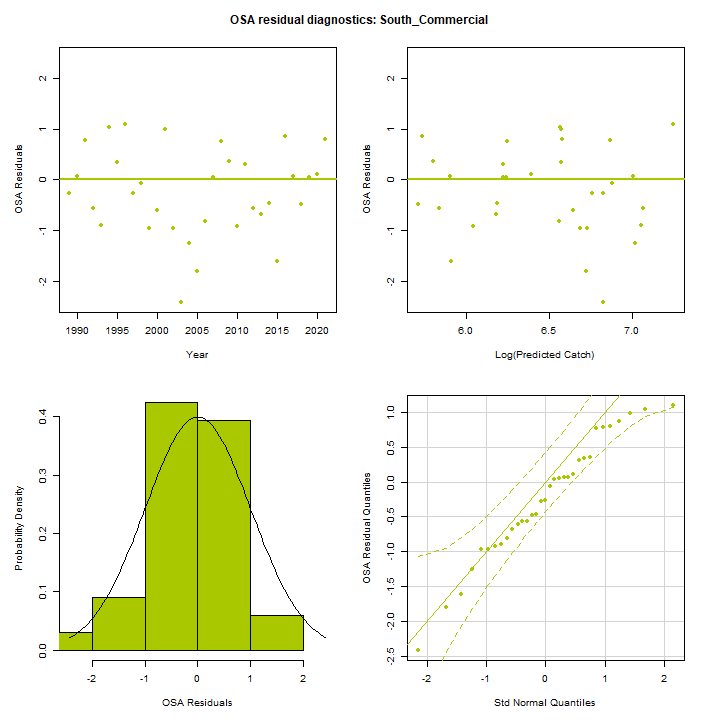 OSA residual diagnostics: South_Commercial
OSA Residuals
2
1
0
-1
-2
1990 1995 2000 2005 2010 2015 2020
Year
OSA Residuals
2
1
0
-1
-2
6.0 6.5 7.0
Log(Predicted Catch)
Probability Density
0.4
0.3
0.2
0.1
0.0
-2 -1 0 1 2
OSA Residuals
OSA Residual Quantiles
1.0
0.5
0.0
-0.5
-1.0
-1.5
-2.0
-2.5
-2 -1 0 1 2
Std Normal Quantiles